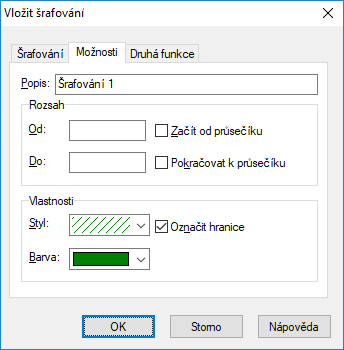 Vložit šrafování
Šrafování Možnosti Druhá funkce
Popis: Šrafování 1
Rozsah
Od: Začít od průsečíku
Do: Pokračovat k průsečíku
Vlastnosti
Styl: Označit hranice
Barva:
OK Storno Nápověda